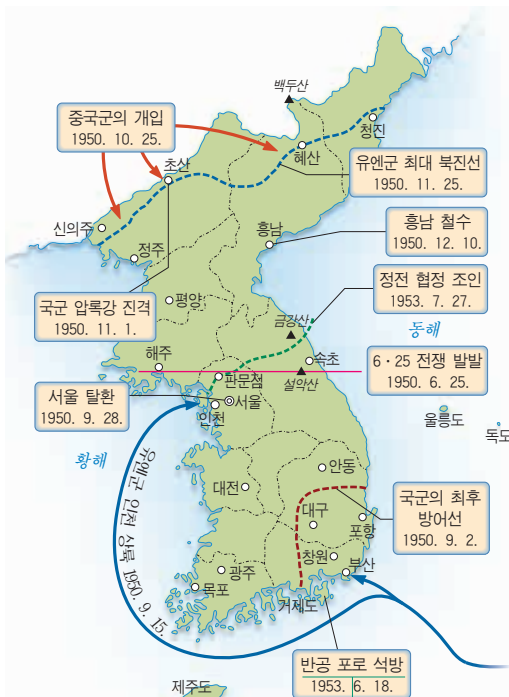 백두산
중국군의 개입
1950. 10. 25.
청진
혜산
초산
유엔군 최대 북진선
1950. 11. 25.
신의주
흥남
흥남 철수
1950. 12. 10.
정주
정전 협정 조인
1953. 7. 27.
평양
국군 압록강 진격
1950. 11. 1.
금강산
동해
해주
속초
6·25 전쟁 발발
1950. 6. 25.
판문점
설악산
서울 탈환
1950. 9. 28.
서울
인천
울릉도
독도
황해
안동
유엔군 인천 상륙 1950. 9. 15.
대전
국군의 최후
방어선
1950. 9. 2.
대구
포항
창원
부산
광주
목포
거제도
반공 포로 석방
1953. 6. 18.
제주도